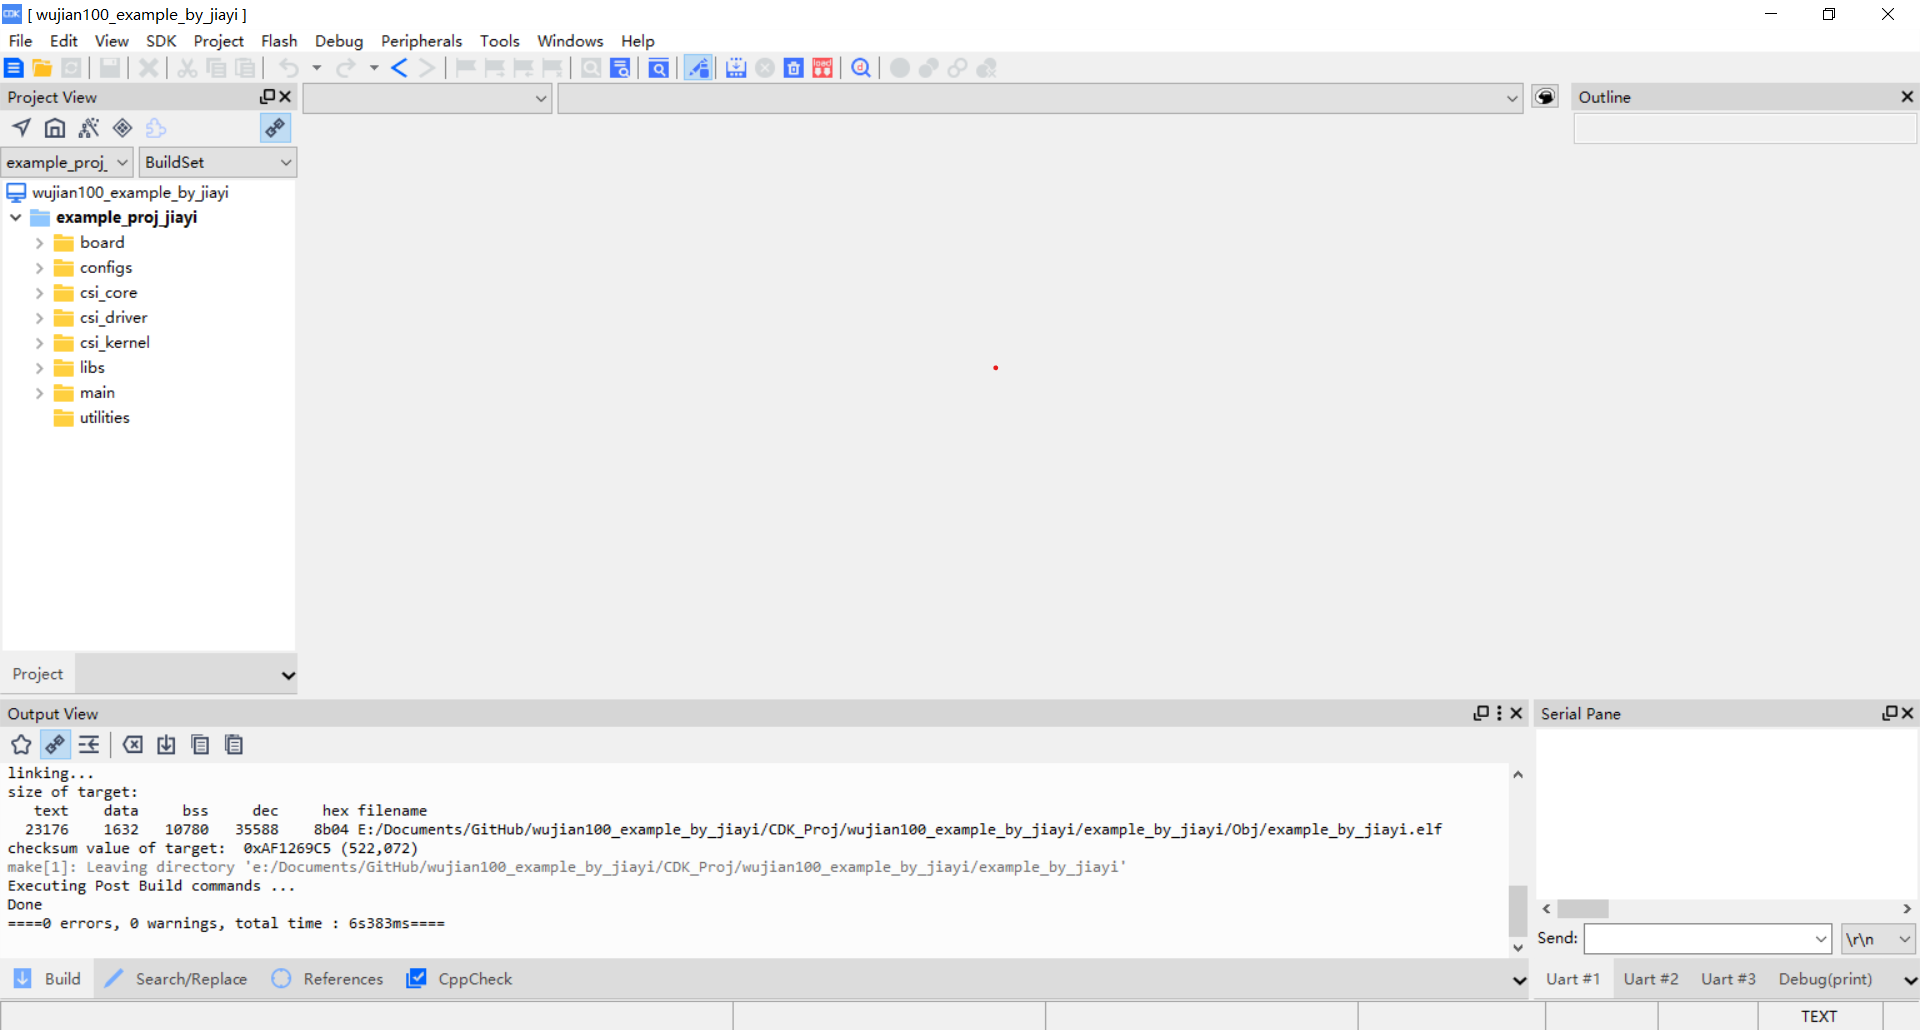 CDK [ wujian100_example_by_jiayi ]
File Edit View SDK Project Flash Debug Peripherals Tools Windows Help
load
d
Project View
Outline
example_proj_ BuildSet
wujian100_example_by_jiayi
example_proj_jiayi
board
configs
csi_core
csi_driver
csi_kernel
libs
main
utilities
Project
Output View
Serial Pane
linking...
size of target:
text data bss dec hex filename
23176 1632 10780 35588 8b04 E:/Documents/GitHub/wujian100_example_by_jiayi/CDK_Proj/wujian100_example_by_jiayi/example_by_jiayi/Obj/example_by_jiayi.elf
checksum value of target: 0xAF1269C5 (522,072)
make[1]: Leaving directory 'e:/Documents/GitHub/wujian100_example_by_jiayi/CDK_Proj/wujian100_example_by_jiayi/example_by_jiayi'
Executing Post Build commands ...
Done
====0 errors, 0 warnings, total time : 6s383ms====
Send: \r\n
Build Search/Replace References CppCheck
Uart #1 Uart #2 Uart #3 Debug(print)
TEXT